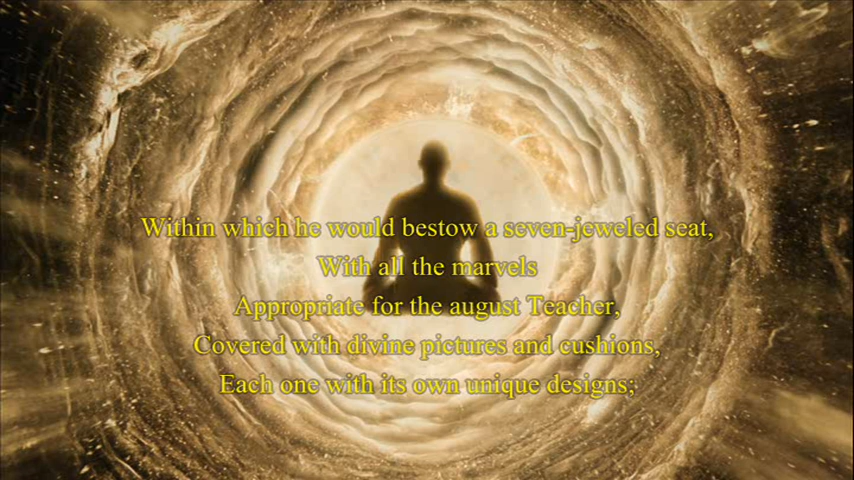 Within which he would bestow a seven-jeweled seat,
With all the marvels
Appropriate for the august Teacher,
Covered with divine pictures and cushions,
Each one with its own unique designs;